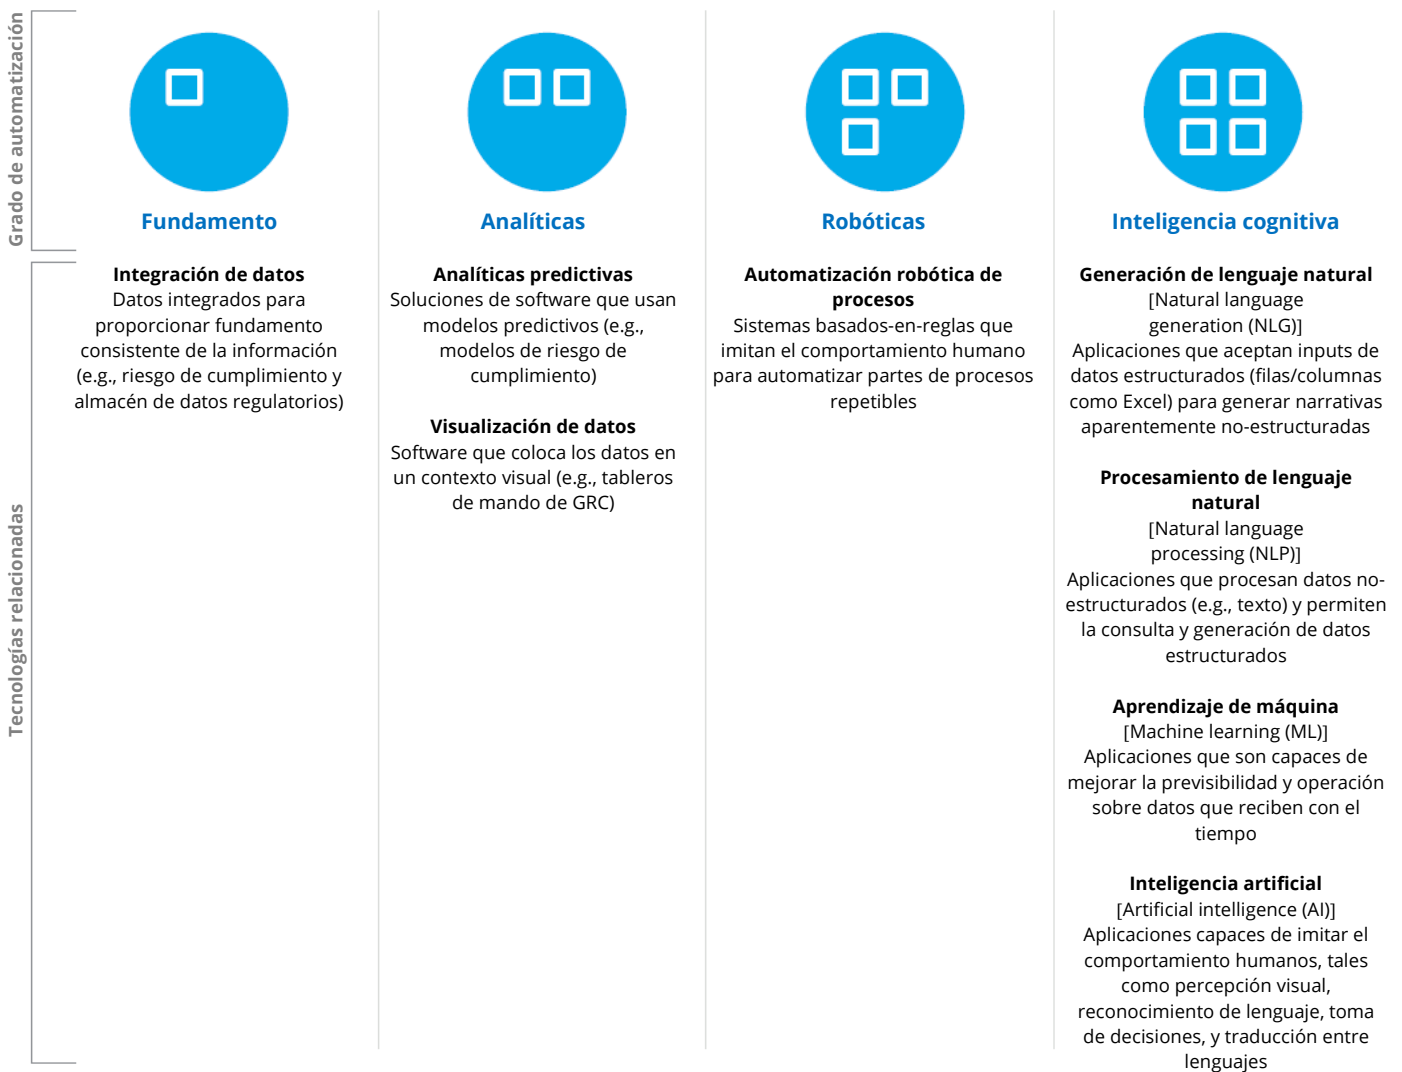 Grado de automatización
Fundamento
Analíticas
Robóticas
Inteligencia cognitiva
Tecnologías relacionadas
Integración de datos
Datos integrados para
proporcionar fundamento
consistente de la información
(e.g., riesgo de cumplimiento y
almacén de datos regulatorios)
Analíticas predictivas
Soluciones de software que usan
modelos predictivos (e.g.,
modelos de riesgo de
cumplimiento)
Visualización de datos
Software que coloca los datos en
un contexto visual (e.g., tableros
de mando de GRC)
Automatización robótica de
procesos
Sistemas basados-en-reglas que
imitan el comportamiento humano
para automatizar partes de procesos
repetibles
Generación de lenguaje natural
[Natural language
generation (NLG)]
Aplicaciones que aceptan inputs de
datos estructurados (filas/columnas
como Excel) para generar narrativas
aparentemente no-estructuradas
Procesamiento de lenguaje
natural
[Natural language
processing (NLP)]
Aplicaciones que procesan datos no-
estructurados (e.g., texto) y permiten
la consulta y generación de datos
estructurados
Aprendizaje de máquina
[Machine learning (ML)]
Aplicaciones que son capaces de
mejorar la previsibilidad y operación
sobre datos que reciben con el
tiempo
Inteligencia artificial
[Artificial intelligence (AI)]
Aplicaciones capaces de imitar el
comportamiento humanos, tales
como percepción visual,
reconocimiento de lenguaje, toma
de decisiones, y traducción entre
lenguajes